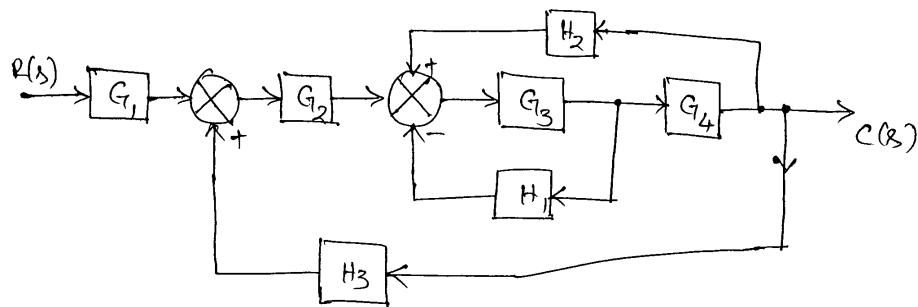 H2
R(s)
G1
+
G2
+
G3
G4
C(s)
+
-
H1
H3